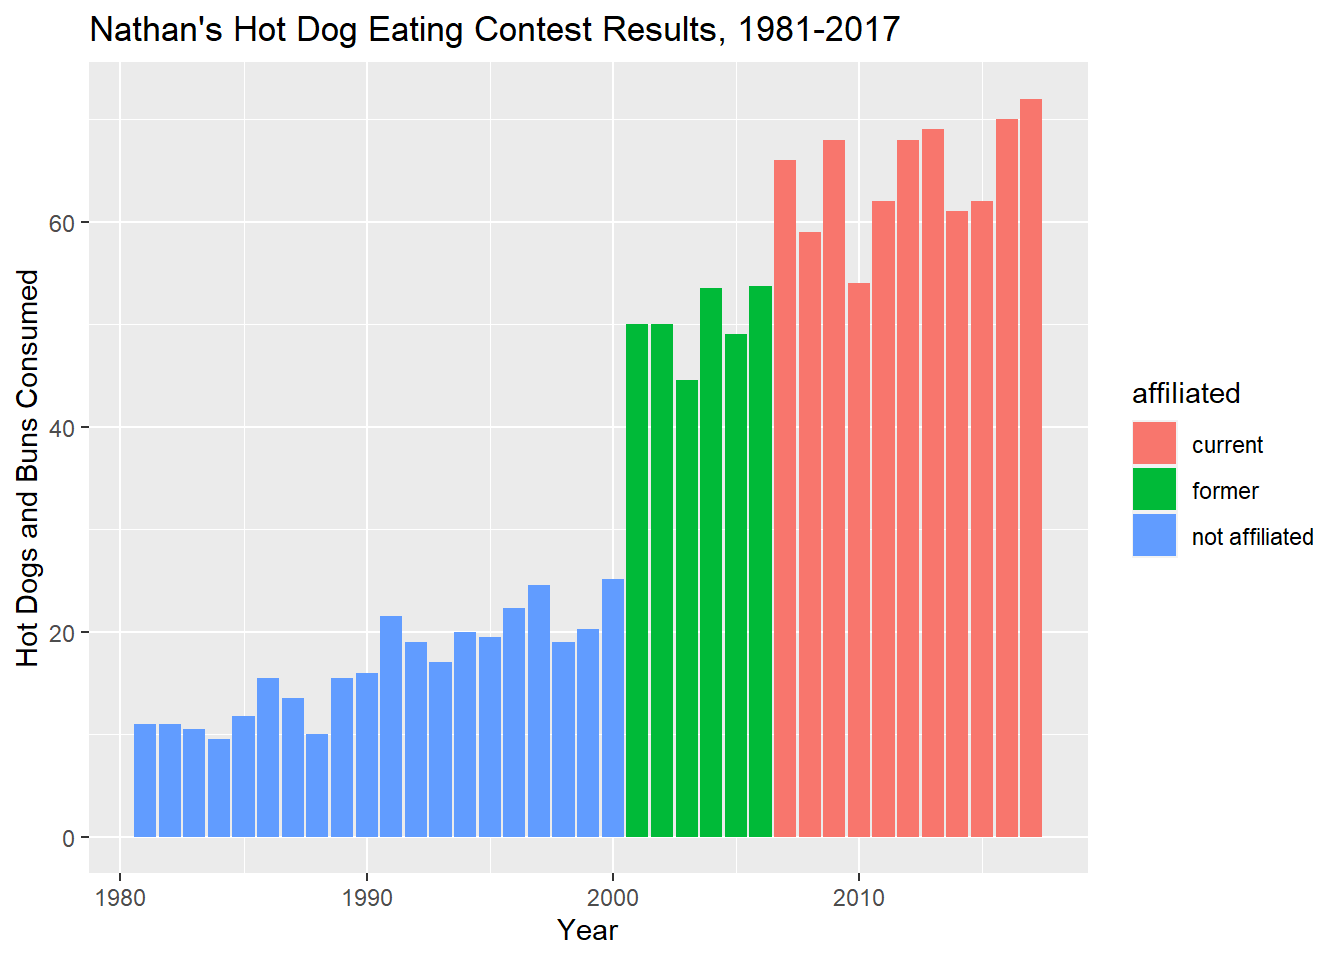 Nathan's Hot Dog Eating Contest Results, 1981-2017
Hot Dogs and Buns Consumed
60
40
20
0
1980 1990 2000 2010
Year
affiliated
current
former
not affiliated